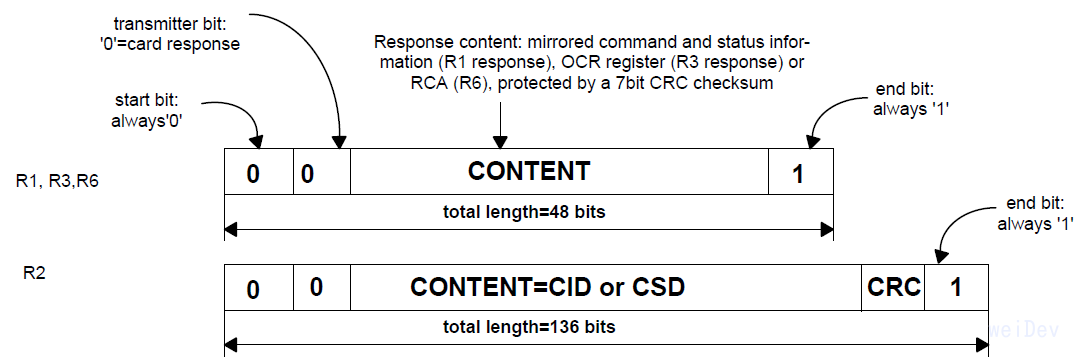 transmitter bit:
'0'=card response
Response content: mirrored command and status infor-
mation (R1 response), OCR register (R3 response) or
RCA (R6), protected by a 7bit CRC checksum
start bit:
always'0'
end bit:
always '1'
R1, R3,R6
0 0 CONTENT 1
total length=48 bits
end bit:
always '1'
R2
0 0 CONTENT=CID or CSD CRC 1
total length=136 bits
weiDev